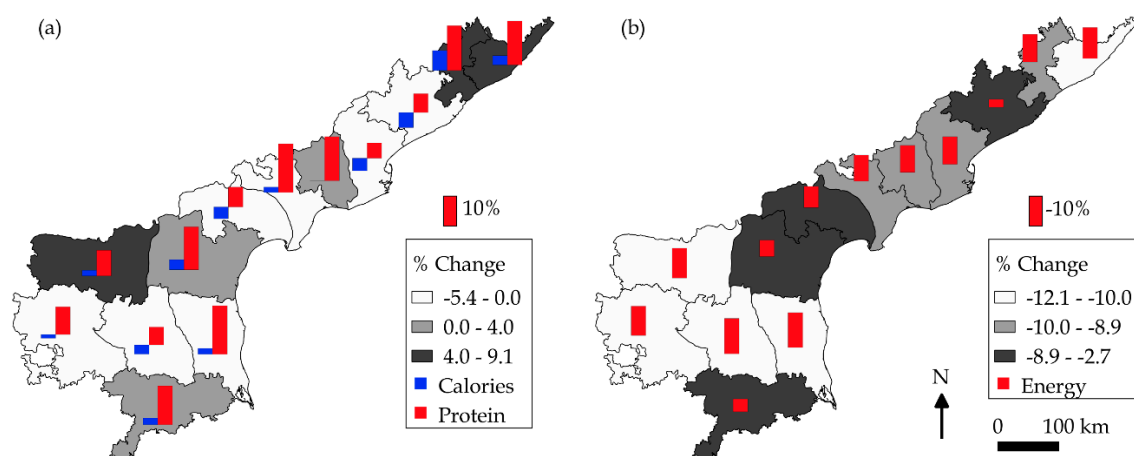 (a)
10%
% Change
-5.4 - 0.0
0.0 - 4.0
4.0 - 9.1
Calories
Protein
(b)
-10%
% Change
-12.1 - -10.0
-10.0 - -8.9
-8.9 - -2.7
Energy
N
0 100 km